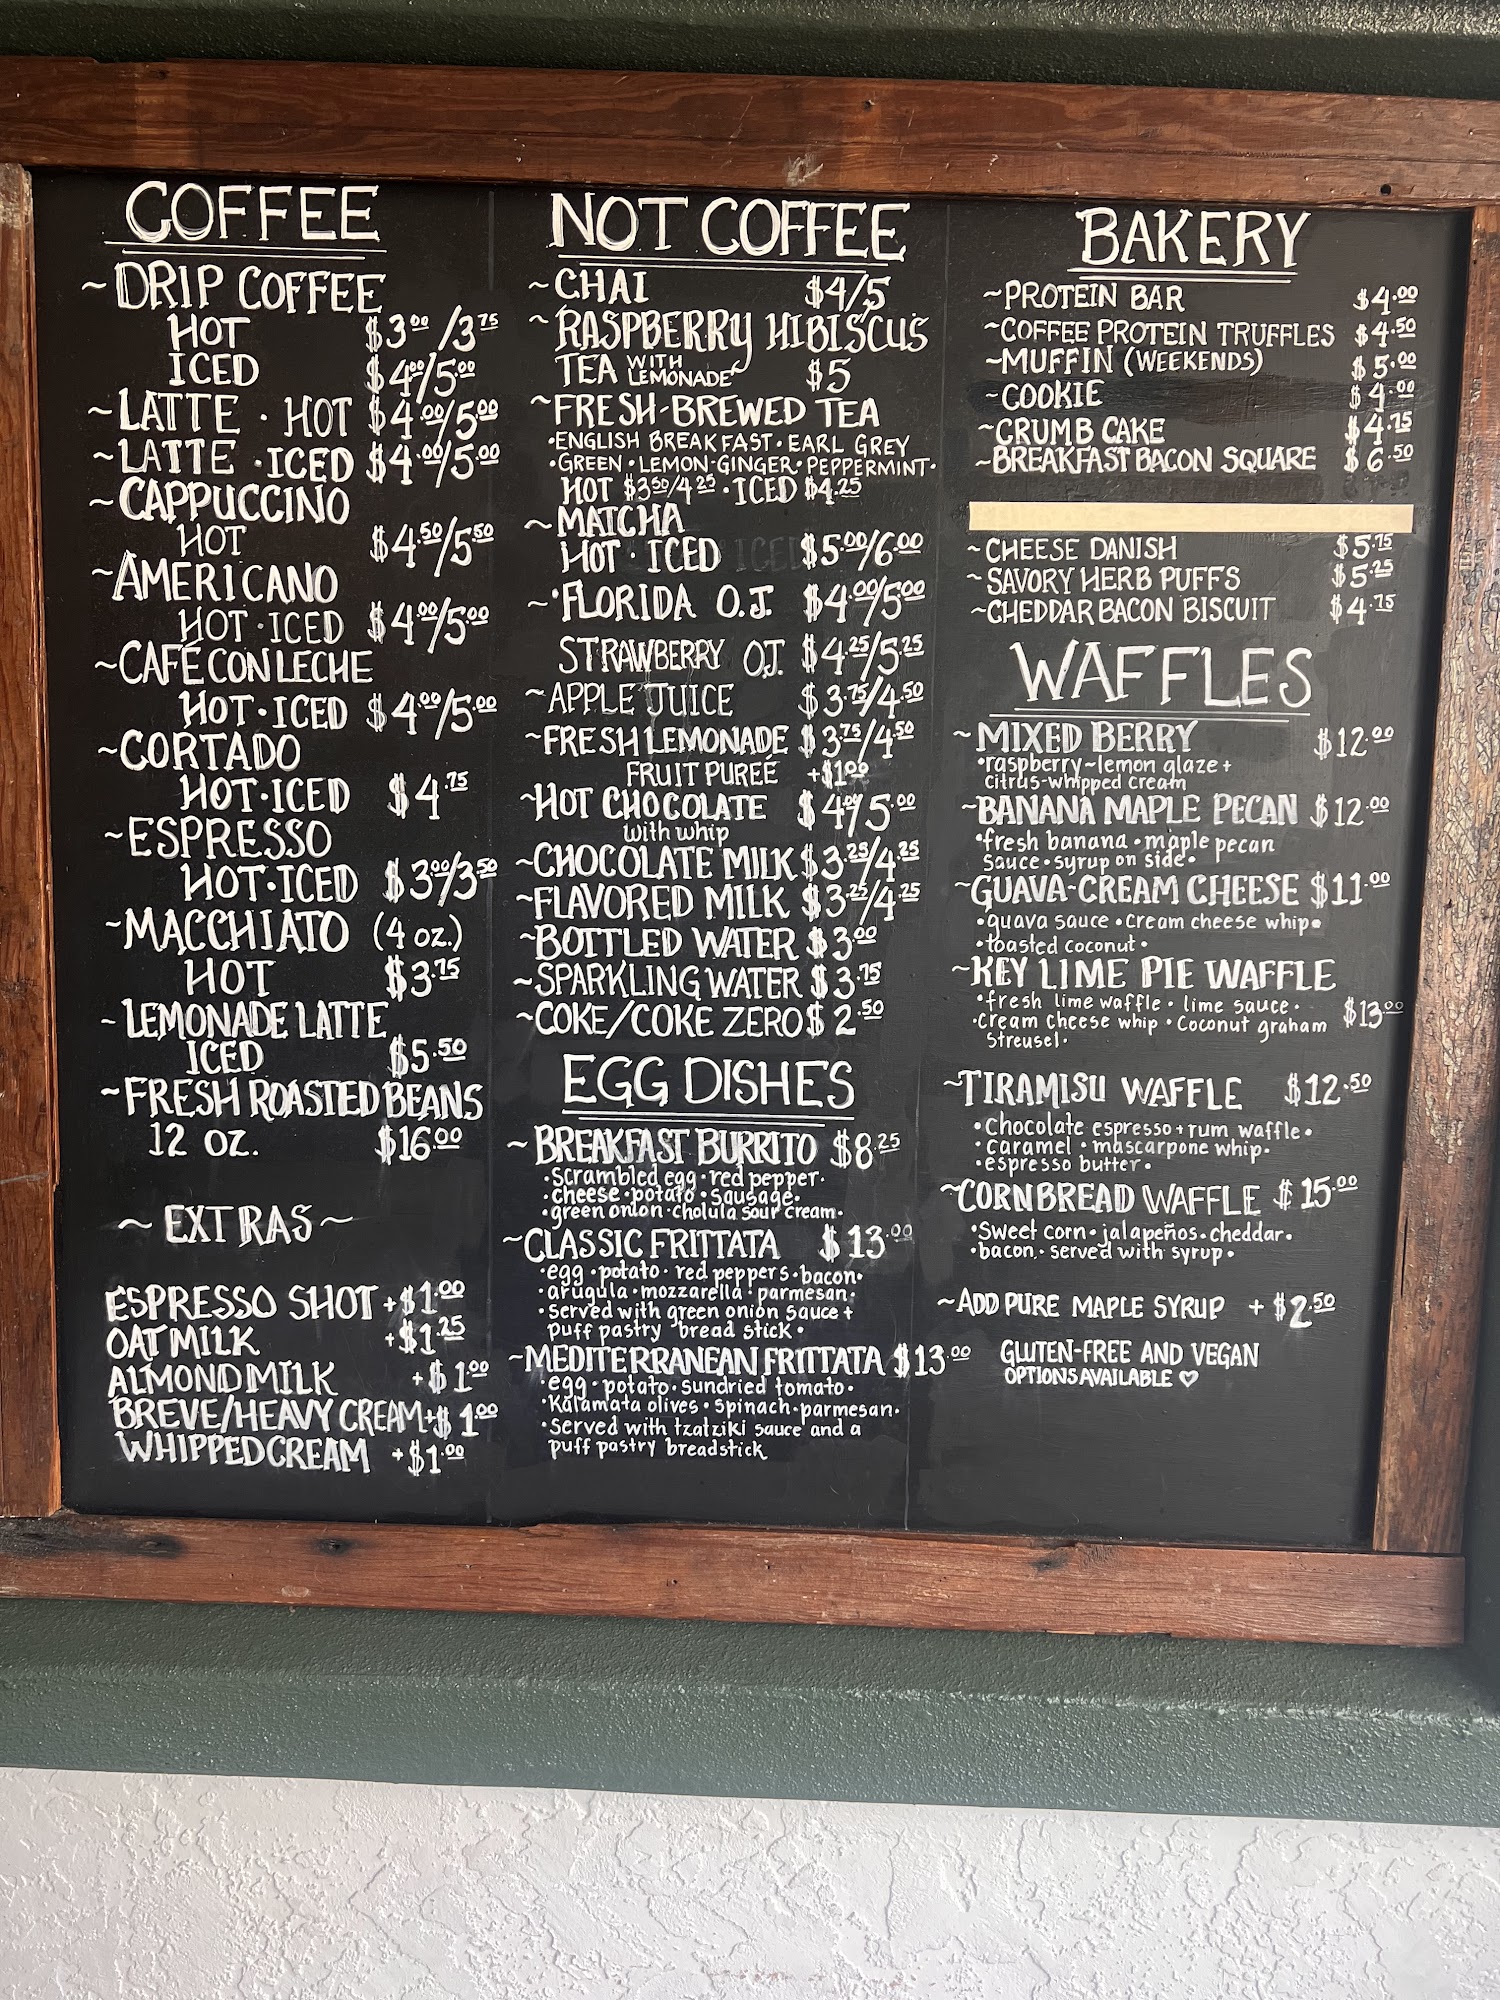 COFFEE
~DRIP COFFEE
HOT $3.00/3.75
ICED $4.00/5.00
~LATTE · HOT $4.00/5.00
~LATTE · ICED $4.00/5.00
~CAPPUCCINO
HOT $4.50/5.50
~AMERICANO
HOT · ICED $4.00/5.00
~CAFÉ CON LECHE
HOT · ICED $4.00/5.00
~CORTADO
HOT · ICED $4.75
~ESPRESSO
HOT · ICED $3.00/3.50
~MACCHIATO (4 OZ.)
HOT $3.75
~LEMONADE LATTE
ICED $5.50
~FRESH ROASTED BEANS
12 OZ. $16.00
~EXTRAS~
ESPRESSO SHOT +$1.00
OAT MILK +$1.25
ALMOND MILK +$1.00
BREVE/HEAVY CREAM +$1.00
WHIPPED CREAM +$1.00
NOT COFFEE
~CHAI $4/5
~RASPBERRY HIBISCUS
TEA WITH LEMONADE $5
~FRESH-BREWED TEA
·ENGLISH BREAKFAST · EARL GREY
·GREEN · LEMON-GINGER · PEPPERMINT·
HOT $3.50/4.25 · ICED $4.25
~MATCHA
HOT · ICED ICED $5.00/6.00
~·FLORIDA O.J. $4.00/5.00
STRAWBERRY OJ. $4.25/5.25
~APPLE JUICE $3.75/4.50
~FRESH LEMONADE $3.75/4.50
FRUIT PUREÉ +$1.00
~HOT CHOCOLATE $4.00/5.00
with whip
~CHOCOLATE MILK $3.25/4.25
~FLAVORED MILK $3.25/4.25
~BOTTLED WATER $3.00
~SPARKLING WATER $3.75
~COKE/COKE ZERO $2.50
EGG DISHES
~BREAKFAST BURRITO $8.25
·Scrambled egg · red pepper·
·cheese · potato · sausage·
·green onion · cholula sour cream·
~CLASSIC FRITTATA $13.00
·egg · potato · red peppers · bacon·
·arugula · mozzarella · parmesan·
·served with green onion sauce +
puff pastry bread stick·
~MEDITERRANEAN FRITTATA $13.00
·egg · potato · sundried tomato·
·Kalamata olives · spinach · parmesan·
·Served with tzatziki sauce and a
puff pastry breadstick
BAKERY
~PROTEIN BAR $4.00
~COFFEE PROTEIN TRUFFLES $4.50
~MUFFIN (WEEKENDS) $5.00
~COOKIE $4.00
~CRUMB CAKE $4.75
~BREAKFAST BACON SQUARE $6.50
~CHEESE DANISH $5.75
~SAVORY HERB PUFFS $5.25
~CHEDDAR BACON BISCUIT $4.75
WAFFLES
~MIXED BERRY $12.00
·raspberry-lemon glaze +
citrus-whipped cream
~BANANA MAPLE PECAN $12.00
·fresh banana · maple pecan
Sauce · syrup on side·
~GUAVA-CREAM CHEESE $11.00
·guava sauce · cream cheese whip·
·toasted coconut·
~KEY LIME PIE WAFFLE
·fresh lime waffle · lime sauce· $13.00
·Cream cheese whip · Coconut graham
Streusel·
~TIRAMISU WAFFLE $12.50
·Chocolate espresso + rum waffle·
·caramel · mascarpone whip·
·espresso butter·
~CORNBREAD WAFFLE $15.00
·Sweet corn · jalapeños · cheddar·
·bacon · served with syrup·
~ADD PURE MAPLE SYRUP +$2.50
GLUTEN-FREE AND VEGAN
OPTIONS AVAILABLE ♡